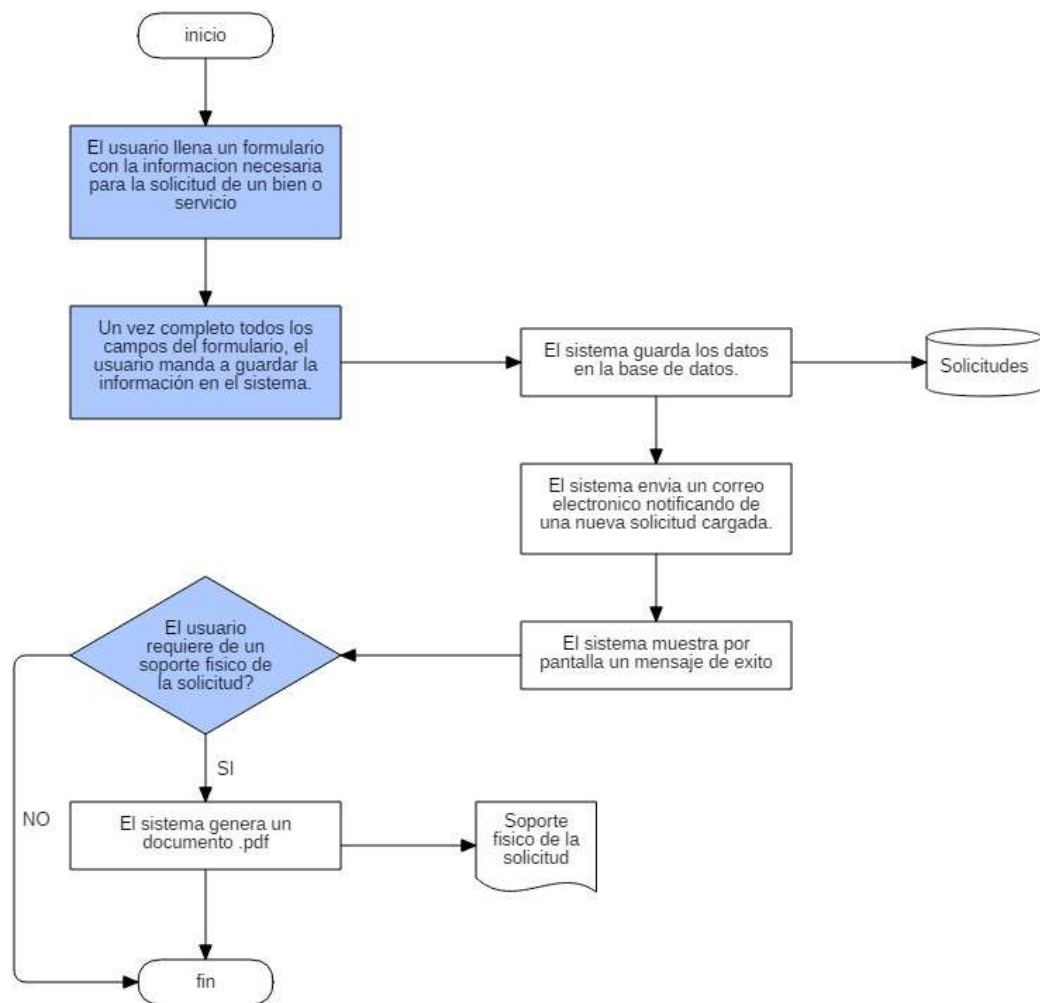 inicio
El usuario llena un formulario
con la informacion necesaria
para la solicitud de un bien o
servicio
Un vez completo todos los
campos del formulario, el
usuario manda a guardar la
información en el sistema.
El sistema guarda los datos
en la base de datos.
Solicitudes
El sistema envia un correo
electronico notificando de
una nueva solicitud cargada.
El sistema muestra por
pantalla un mensaje de exito
El usuario
requiere de un
soporte fisico de
la solicitud?
SI
NO
El sistema genera un
documento .pdf
Soporte
fisico de la
solicitud
fin